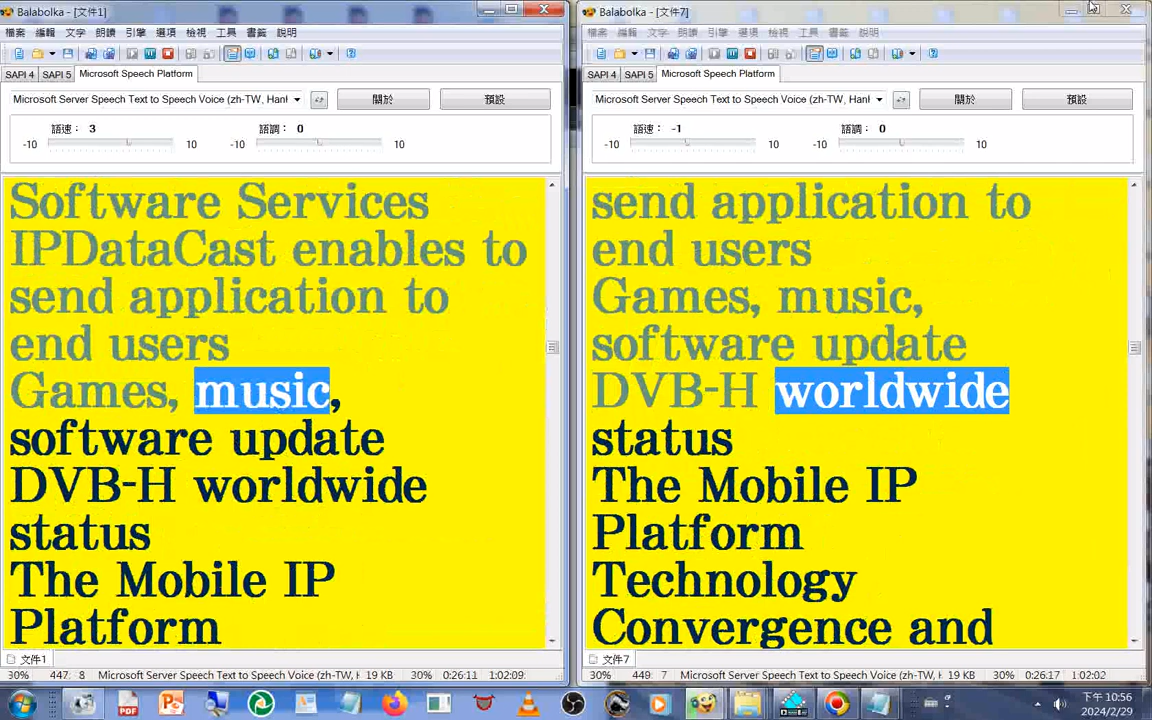 Balabolka - [文件1]
檔案 編輯 文字 朗讀 引擎 選項 檢視 工具 書籤 說明
SAPI 4 SAPI 5 Microsoft Speech Platform
Microsoft Server Speech Text to Speech Voice (zh-TW, Hanl
關於 預設
語速： 3 語調： 0
-10 10 -10 10
Software Services
IPDataCast enables to
send application to
end users
Games, music,
software update
DVB-H worldwide
status
The Mobile IP
Platform
文件1
30% 447: 8 Microsoft Server Speech Text to Speech Voice (zh-TW, H 19 KB 30% 0:26:11 1:02:09
Balabolka - [文件7]
檔案 編輯 文字 朗讀 引擎 選項 檢視 工具 書籤 說明
SAPI 4 SAPI 5 Microsoft Speech Platform
Microsoft Server Speech Text to Speech Voice (zh-TW, Hanl
關於 預設
語速： -1 語調： 0
-10 10 -10 10
send application to
end users
Games, music,
software update
DVB-H worldwide
status
The Mobile IP
Platform
Technology
Convergence and
文件7
30% 449: 7 Microsoft Server Speech Text to Speech Voice (zh-TW, H 19 KB 30% 0:26:17 1:02:02
下午 10:56
2024/2/29